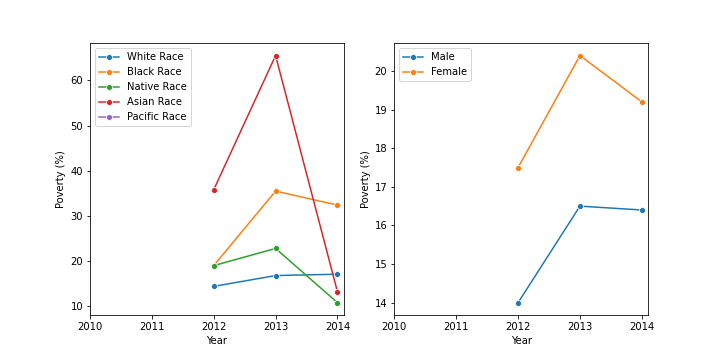 White Race
Black Race
Native Race
Asian Race
Pacific Race
60
50
40
30
20
10
Poverty (%)
2010 2011 2012 2013 2014
Year
Male
Female
20
19
18
17
16
15
14
Poverty (%)
2010 2011 2012 2013 2014
Year